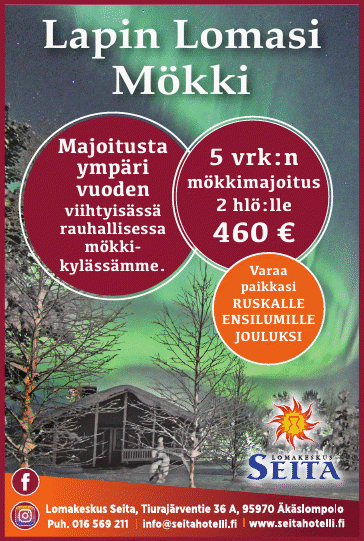 Lapin Lomasi
Mökki
Majoitusta
ympäri
vuoden
viihtyisässä
rauhallisessa
mökki-
kylässämme.
5 vrk:n
mökkimajoitus
2 hlö:lle
460 €
Varaa
paikkasi
RUSKALLE
ENSILUMILLE
JOULUKSI
LOMAKESKUS
SEITA
Lomakeskus Seita, Tiurajärventie 36 A, 95970 Äkäslompolo
Puh. 016 569 211 | info@seitahotelli.fi | www.seitahotelli.fi